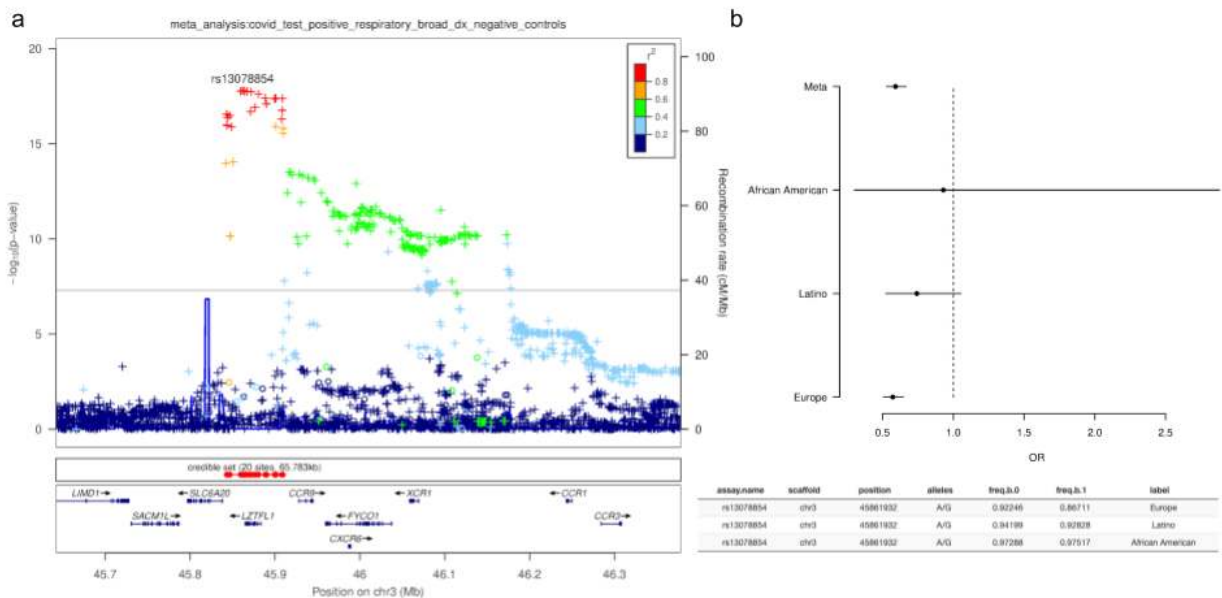 a
meta_analysis:covid_test_positive_respiratory_broad_dx_negative_controls
20
15
10
5
0
−log10(p-value)
rs13078854
r2
0.8
0.6
0.4
0.2
100
80
60
40
20
0
Recombination rate (cM/Mb)
credible set (20 sites, 65.783kb)
LIMD1
SLC6A20
CCR9
XCR1
CCR1
SACM1L
LZTFL1
FYCO1
CCR3
CXCR6
45.7 45.8 45.9 46 46.1 46.2 46.3
Position on chr3 (Mb)
b
Meta
African American
Latino
Europe
0.5 1.0 1.5 2.0 2.5
OR
assay.name scaffold position alleles freq.b.0 freq.b.1 label
rs13078854 chr3 45861932 A/G 0.92246 0.86711 Europe
rs13078854 chr3 45861932 A/G 0.94199 0.92828 Latino
rs13078854 chr3 45861932 A/G 0.97288 0.97517 African American